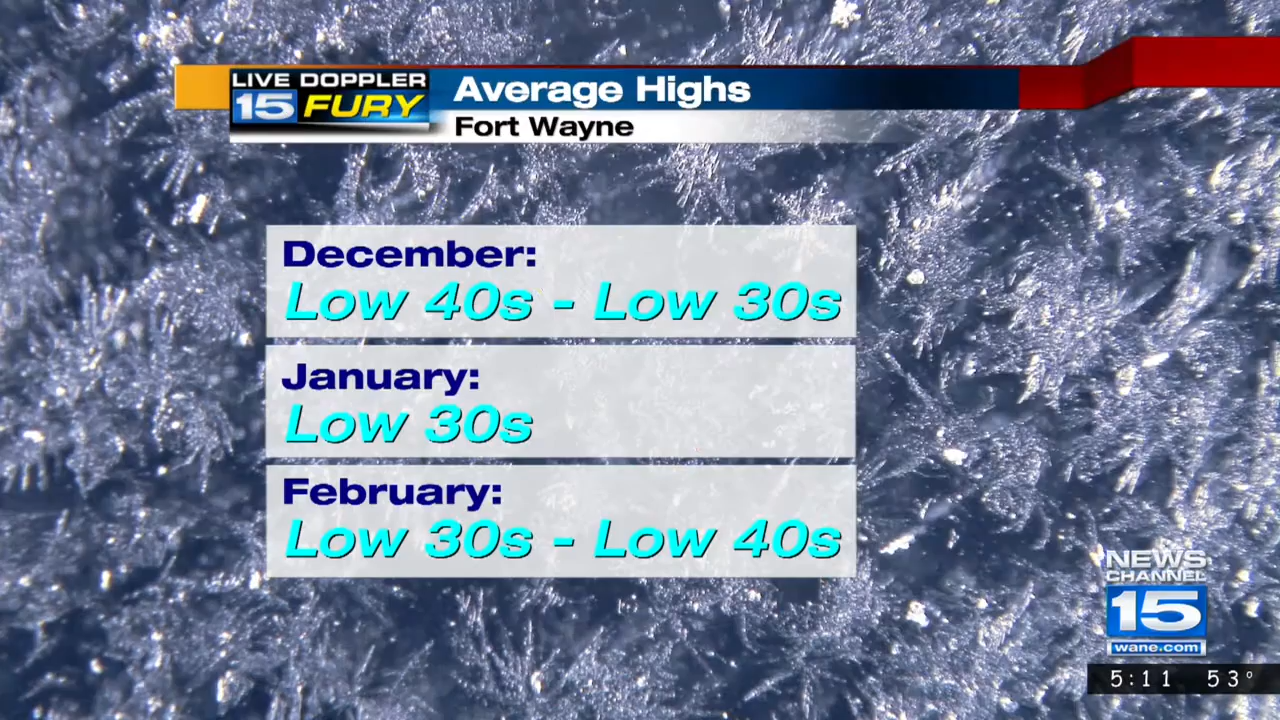 LIVE DOPPLER
15 FURY
Average Highs
Fort Wayne
December:
Low 40s - Low 30s
January:
Low 30s
February:
Low 30s - Low 40s
NEWS
CHANNEL
15
wane.com
5:11 53°